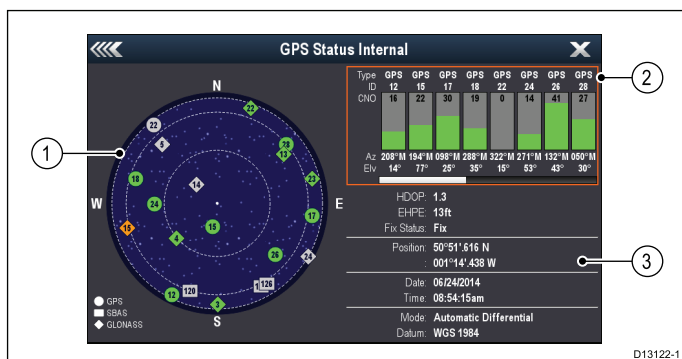 GPS Status Internal
N
W
E
S
22
22
5
28
13
18
14
23
24
17
15
15
4
26
24
12
120
126
3
GPS
SBAS
GLONASS
Type GPS GPS GPS GPS GPS GPS GPS GPS
ID 12 15 17 18 22 24 26 28
CNO 16 22 30 19 0 14 41 27
Az 208°M 194°M 098°M 288°M 322°M 271°M 132°M 050°M
Elv 14° 77° 25° 35° 15° 53° 43° 30°
HDOP: 1.3
EHPE: 13ft
Fix Status: Fix
Position: 50°51'.616 N
: 001°14'.438 W
Date: 06/24/2014
Time: 08:54:15am
Mode: Automatic Differential
Datum: WGS 1984
1
2
3
D13122-1